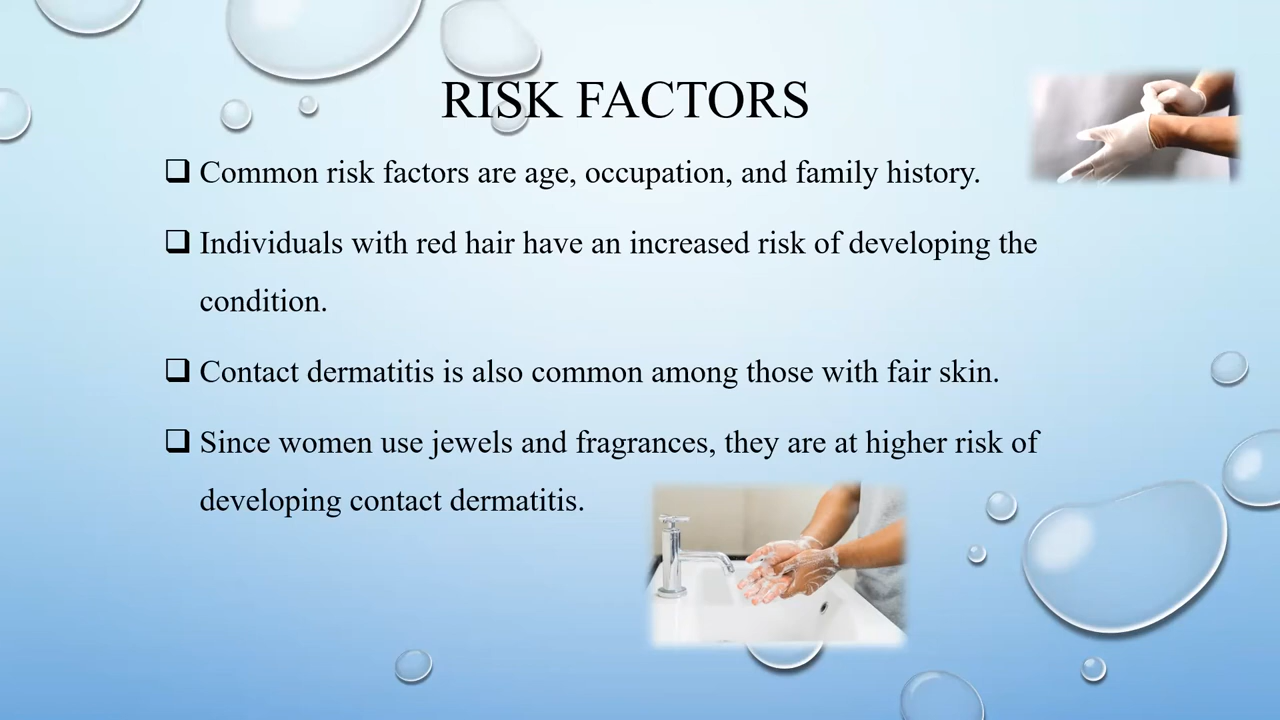 RISK FACTORS
Common risk factors are age, occupation, and family history.
Individuals with red hair have an increased risk of developing the
condition.
Contact dermatitis is also common among those with fair skin.
Since women use jewels and fragrances, they are at higher risk of
developing contact dermatitis.